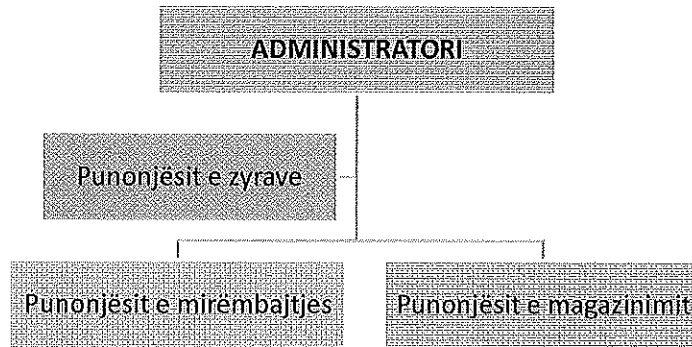 ADMINISTRATORI
Punonjësit e zyrave
Punonjësit e mirëmbajtjes
Punonjësit e magazinimit